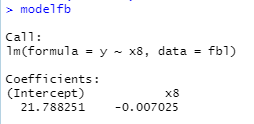 > modelfb
Call:
lm(formula = y ~ x8, data = fbl)
Coefficients:
(Intercept) x8
21.788251 -0.007025